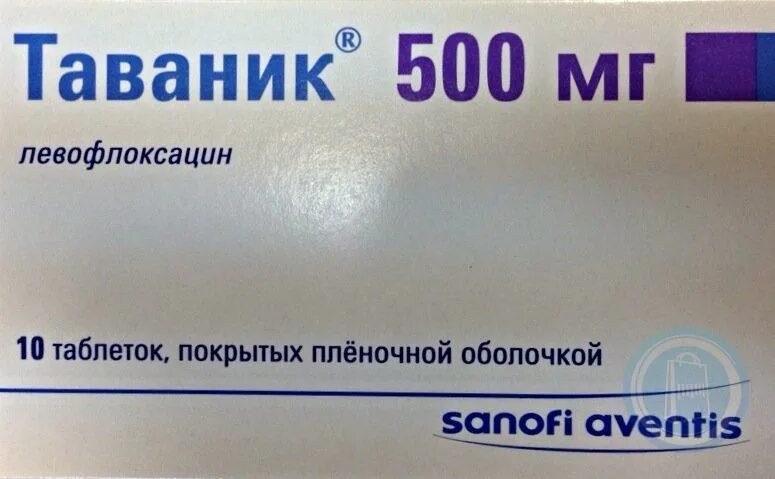 Таваник® 500 мг
левофлоксацин
10 таблеток, покрытых плёночной оболочкой
sanofi aventis